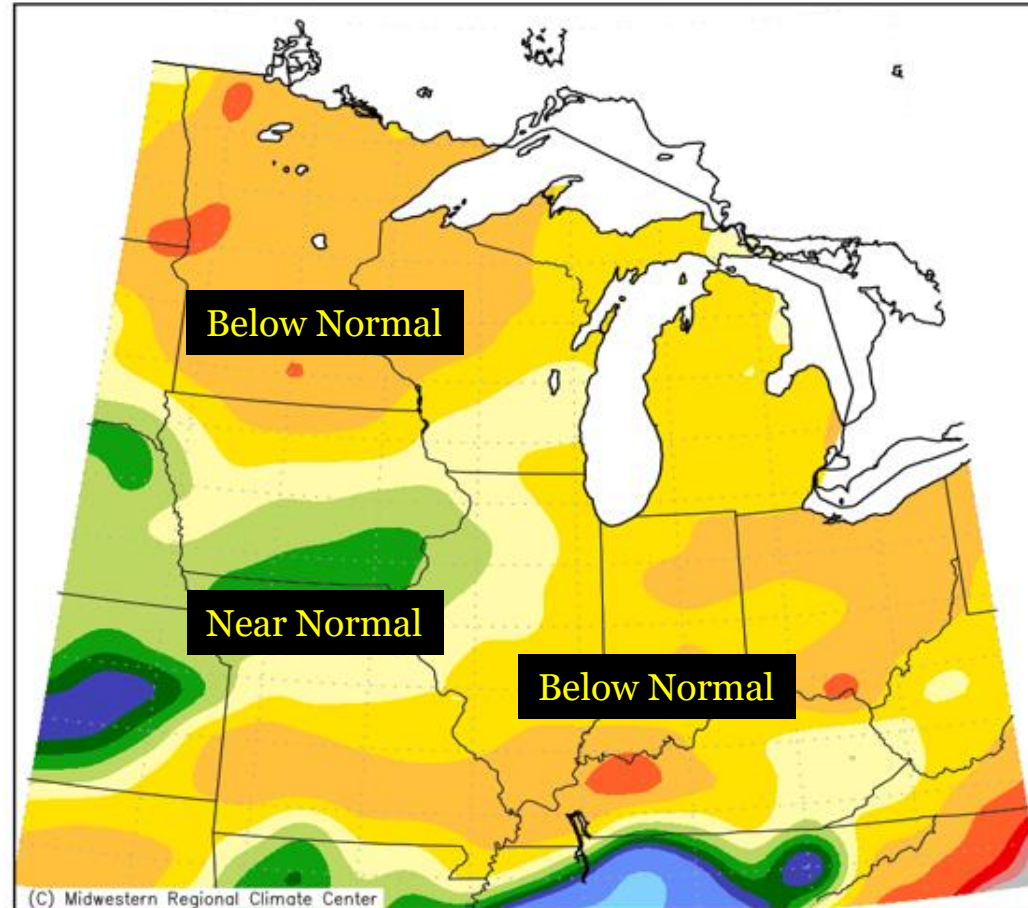 Below Normal
Near Normal
Below Normal
(C) Midwestern Regional Climate Center